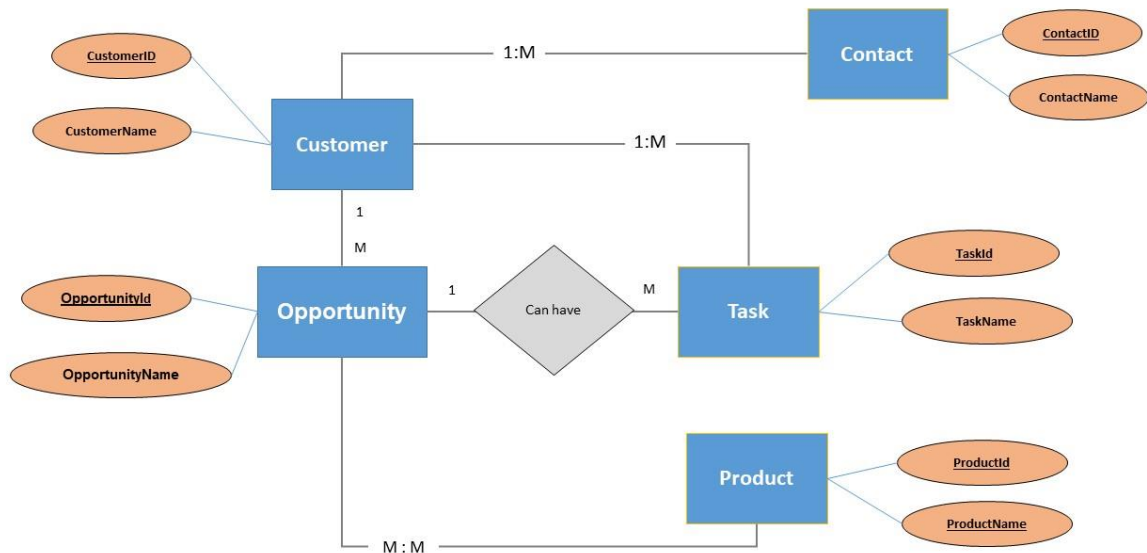 ContactID
1:M
Contact
CustomerID
ContactName
CustomerName
Customer
1:M
1
M
TaskId
OpportunityId
Opportunity
1
Can have
M
Task
TaskName
OpportunityName
ProductId
Product
ProductName
M : M